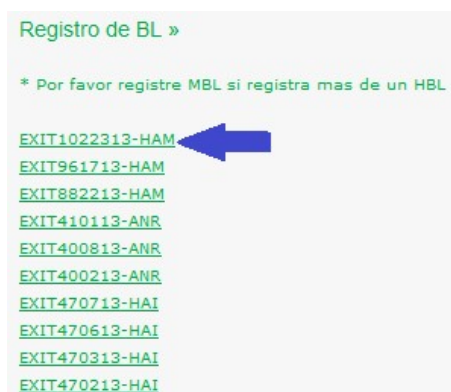 Registro de BL »
* Por favor registre MBL si registra mas de un HBL
EXIT1022313-HAM
EXIT961713-HAM
EXIT882213-HAM
EXIT410113-ANR
EXIT400813-ANR
EXIT400213-ANR
EXIT470713-HAI
EXIT470613-HAI
EXIT470313-HAI
EXIT470213-HAI